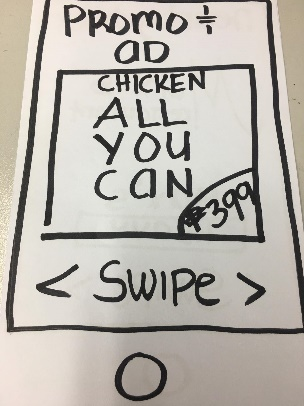 PROMO &
aD
CHICKEN
ALL
YOU
CaN
$399
< SWIPe >